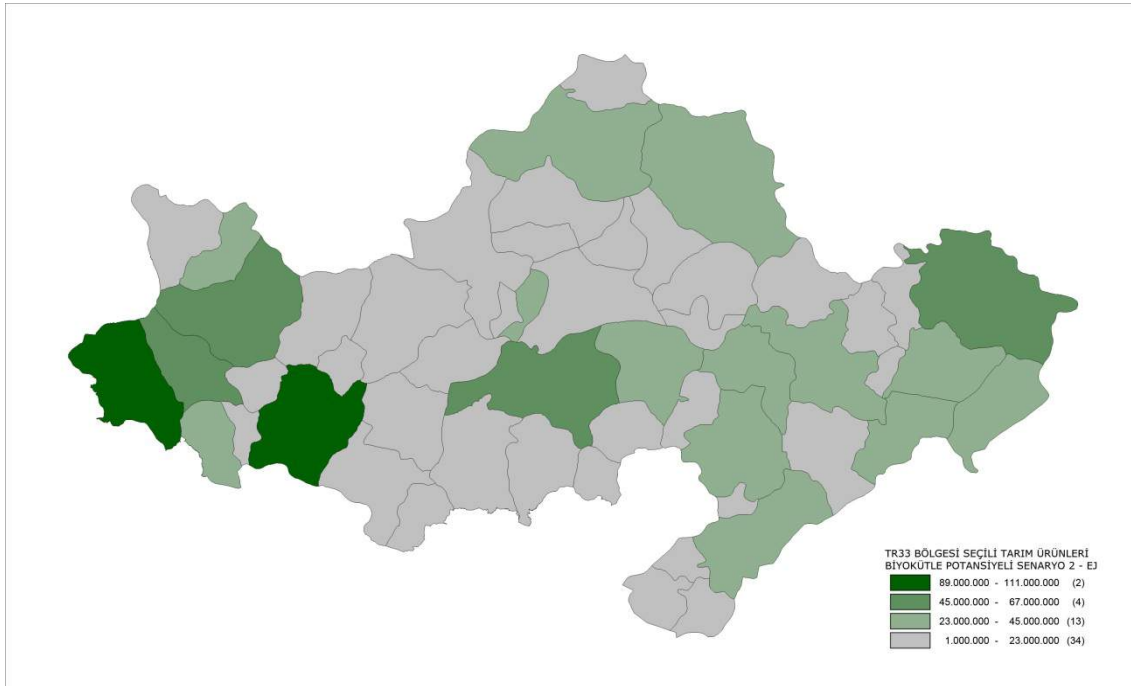 TR33 BÖLGESİ SEÇİLİ TARIM ÜRÜNLERİ
BİYOKÜTLE POTANSİYELİ SENARYO 2 - EJ
89.000.000 - 111.000.000 (2)
45.000.000 - 67.000.000 (4)
23.000.000 - 45.000.000 (13)
1.000.000 - 23.000.000 (34)